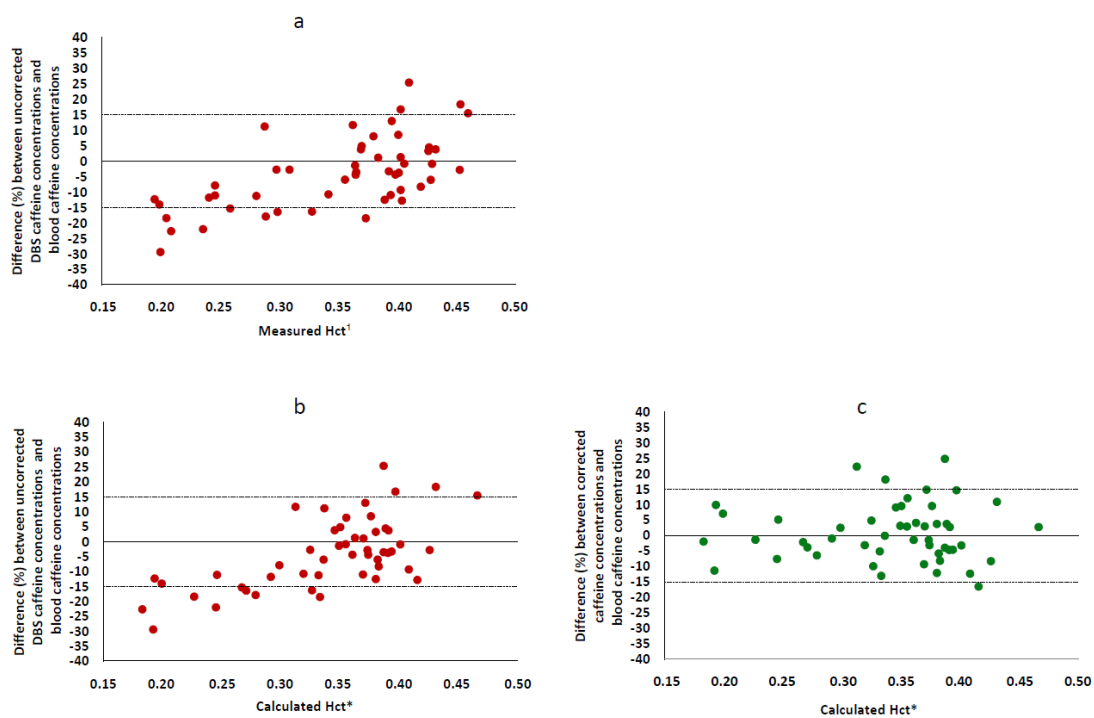 a
Difference (%) between uncorrected
DBS caffeine concentrations and
blood caffeine concentrations
40
35
30
25
20
15
10
5
0
-5
-10
-15
-20
-25
-30
-35
-40
0.15 0.20 0.25 0.30 0.35 0.40 0.45 0.50
Measured Hct¹
b
Difference (%) between uncorrected
DBS caffeine concentrations and
blood caffeine concentrations
40
35
30
25
20
15
10
5
0
-5
-10
-15
-20
-25
-30
-35
-40
0.15 0.20 0.25 0.30 0.35 0.40 0.45 0.50
Calculated Hct*
c
Difference (%) between corrected
caffeine concentrations and
blood caffeine concentrations
40
35
30
25
20
15
10
5
0
-5
-10
-15
-20
-25
-30
-35
-40
0.15 0.20 0.25 0.30 0.35 0.40 0.45 0.50
Calculated Hct*